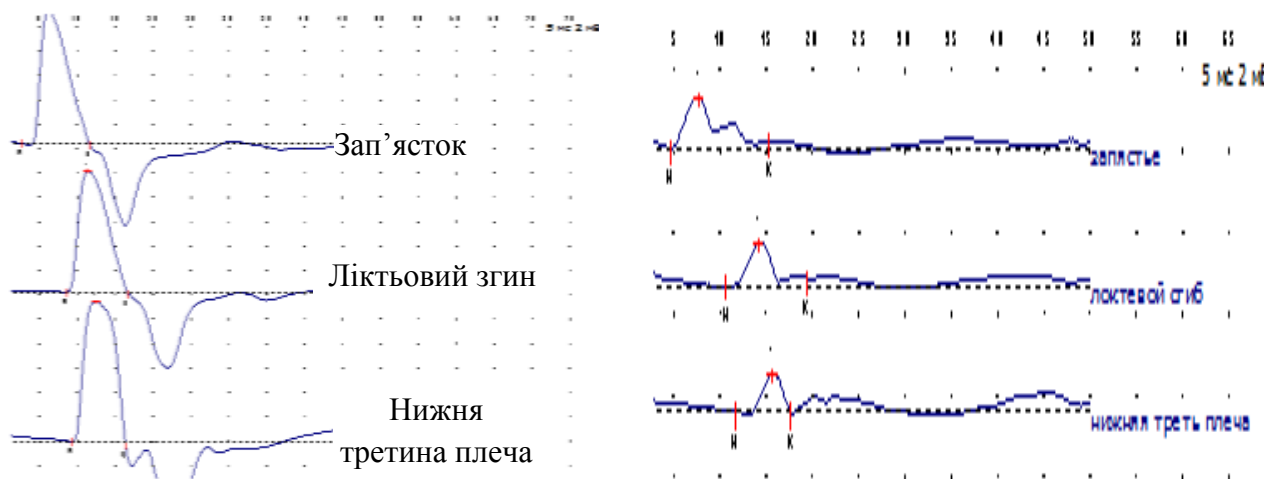 5 мс 2 мВ
Зап’ясток
Ліктьовий згин
Нижня
третина плеча
5 10 15 20 25 30 35 40 45 50 55 60 65
5 мс 2 мВ
запястье
Н К
локтевой сгиб
Н К
нижняя треть плеча
Н К